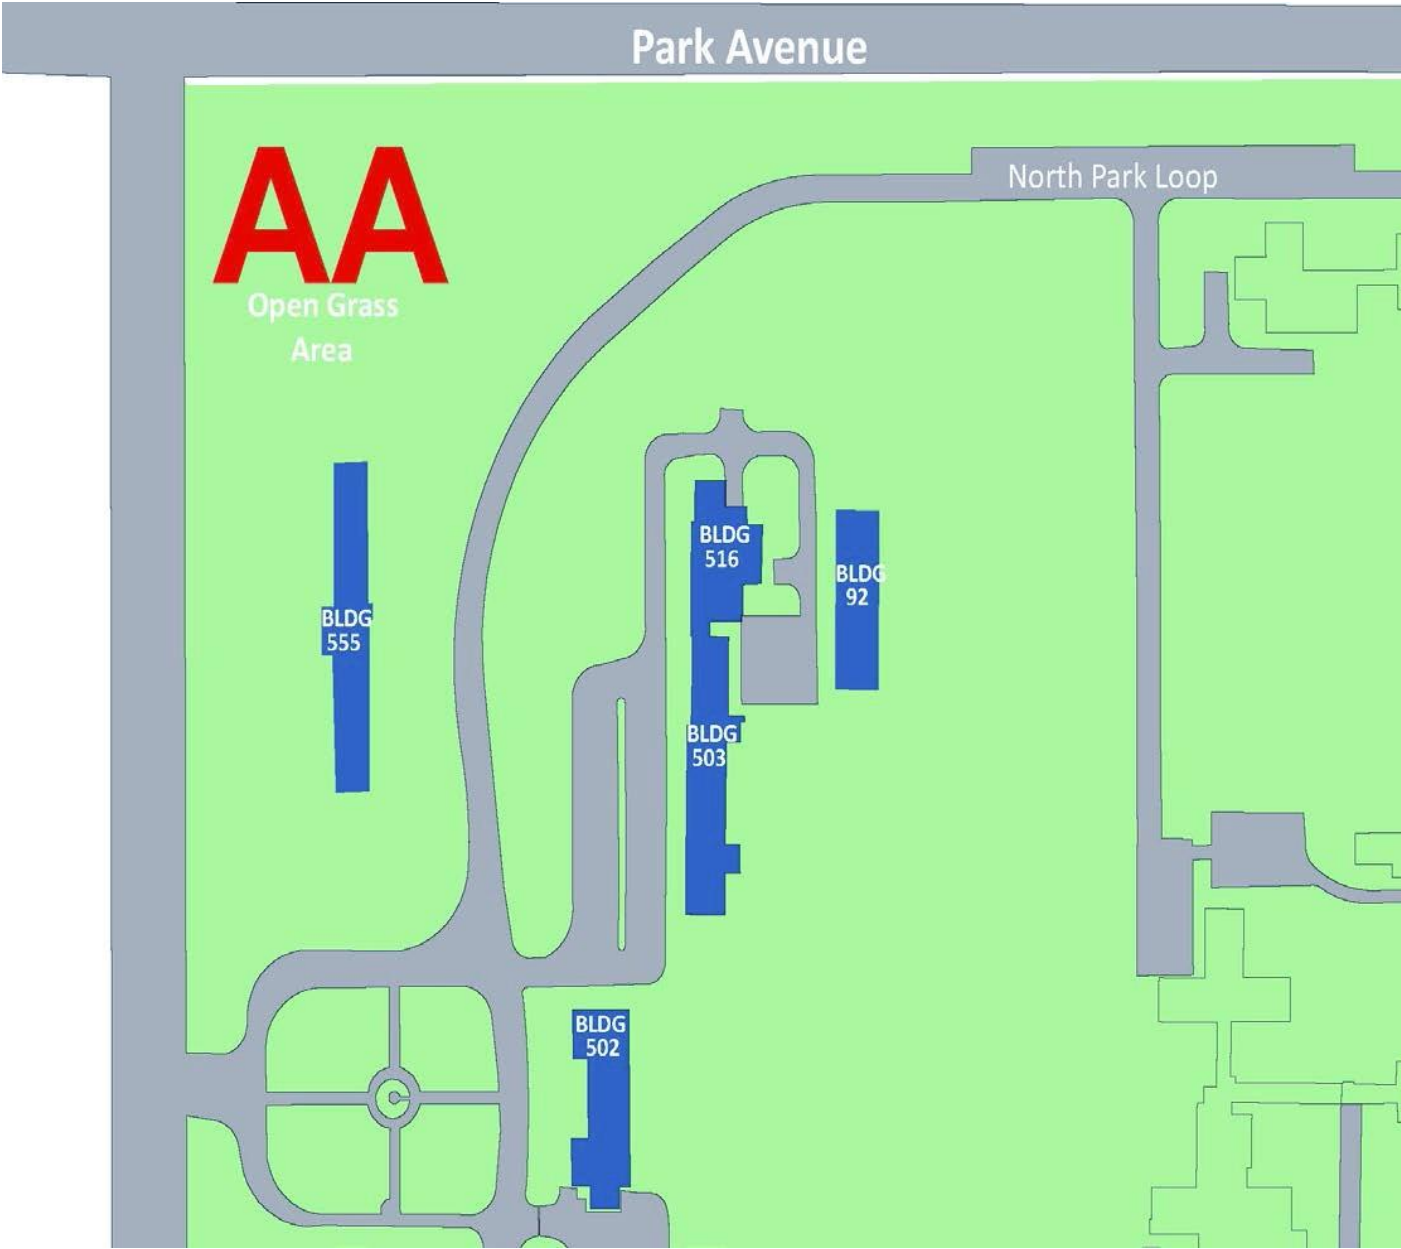 Park Avenue
North Park Loop
AA
Open Grass
Area
BLDG
516
BLDG
92
BLDG
555
BLDG
503
BLDG
502